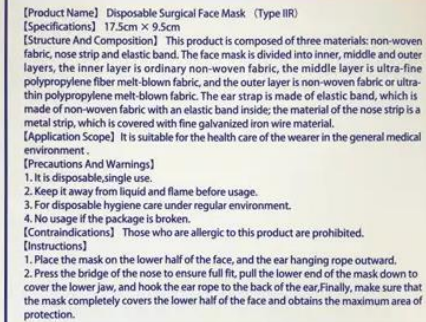 【Product Name】 Disposable Surgical Face Mask （Type IIR）
【Specifications】 17.5cm × 9.5cm
【Structure And Composition】 This product is composed of three materials: non-woven
fabric, nose strip and elastic band. The face mask is divided into inner, middle and outer
layers, the inner layer is ordinary non-woven fabric, the middle layer is ultra-fine
polypropylene fiber melt-blown fabric, and the outer layer is non-woven fabric or ultra-
thin polypropylene melt-blown fabric. The ear strap is made of elastic band, which is
made of non-woven fabric with an elastic band inside; the material of the nose strip is a
metal strip, which is covered with fine galvanized iron wire material.
【Application Scope】 It is suitable for the health care of the wearer in the general medical
environment .
【Precautions And Warnings】
1. It is disposable,single use.
2. Keep it away from liquid and flame before usage.
3. For disposable hygiene care under regular environment.
4. No usage if the package is broken.
【Contraindications】 Those who are allergic to this product are prohibited.
【Instructions】
1. Place the mask on the lower half of the face, and the ear hanging rope outward.
2. Press the bridge of the nose to ensure full fit, pull the lower end of the mask down to
cover the lower jaw, and hook the ear rope to the back of the ear,Finally, make sure that
the mask completely covers the lower half of the face and obtains the maximum area of
protection.